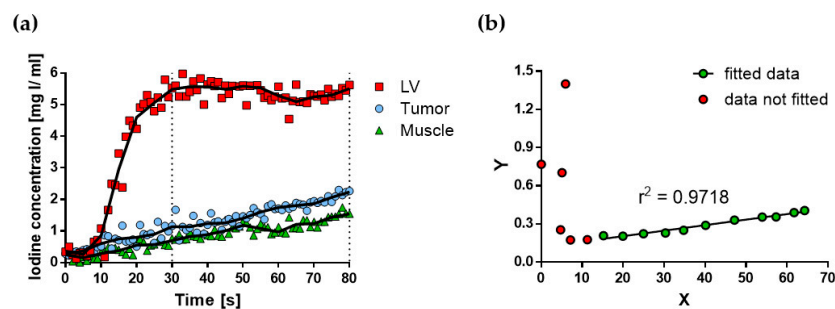 (a)
Iodine concentration [mg I/ ml]
6
5
4
3
2
1
0
0 10 20 30 40 50 60 70 80
Time [s]
LV
Tumor
Muscle
(b)
Y
1.5
1.2
0.9
0.6
0.3
0.0
0 10 20 30 40 50 60 70
X
fitted data
data not fitted
r² = 0.9718